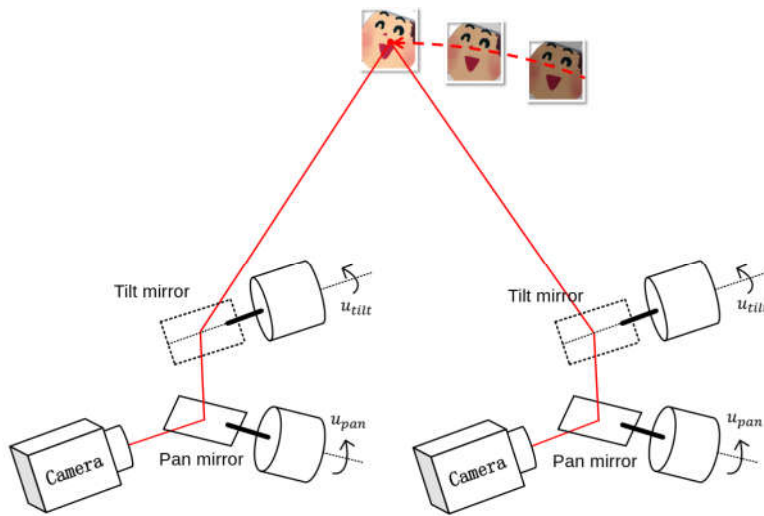 Tilt mirror
u_tilt
Tilt mirror
u_tilt
u_pan
Camera
Pan mirror
u_pan
Camera
Pan mirror